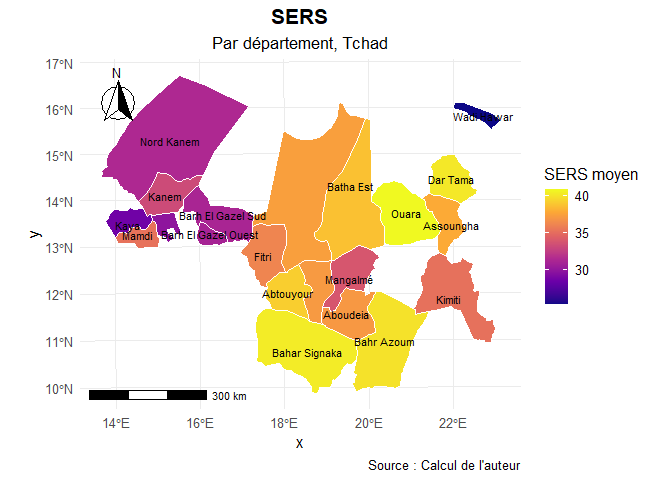 SERS
Par département, Tchad
17°N
16°N
15°N
14°N
13°N
12°N
11°N
10°N
y
N
Wadi Hawar
Nord Kanem
Kanem
Batha Est
Dar Tama
Ouara
Barh El Gazel Sud
Kaya
Mamdi
Barh El Gazel Ouest
Assoungha
Fitri
Mangalmé
Abtouyour
Kimiti
Aboudeia
Bahr Azoum
Bahar Signaka
300 km
14°E
16°E
18°E
20°E
22°E
x
SERS moyen
40
35
30
Source : Calcul de l'auteur